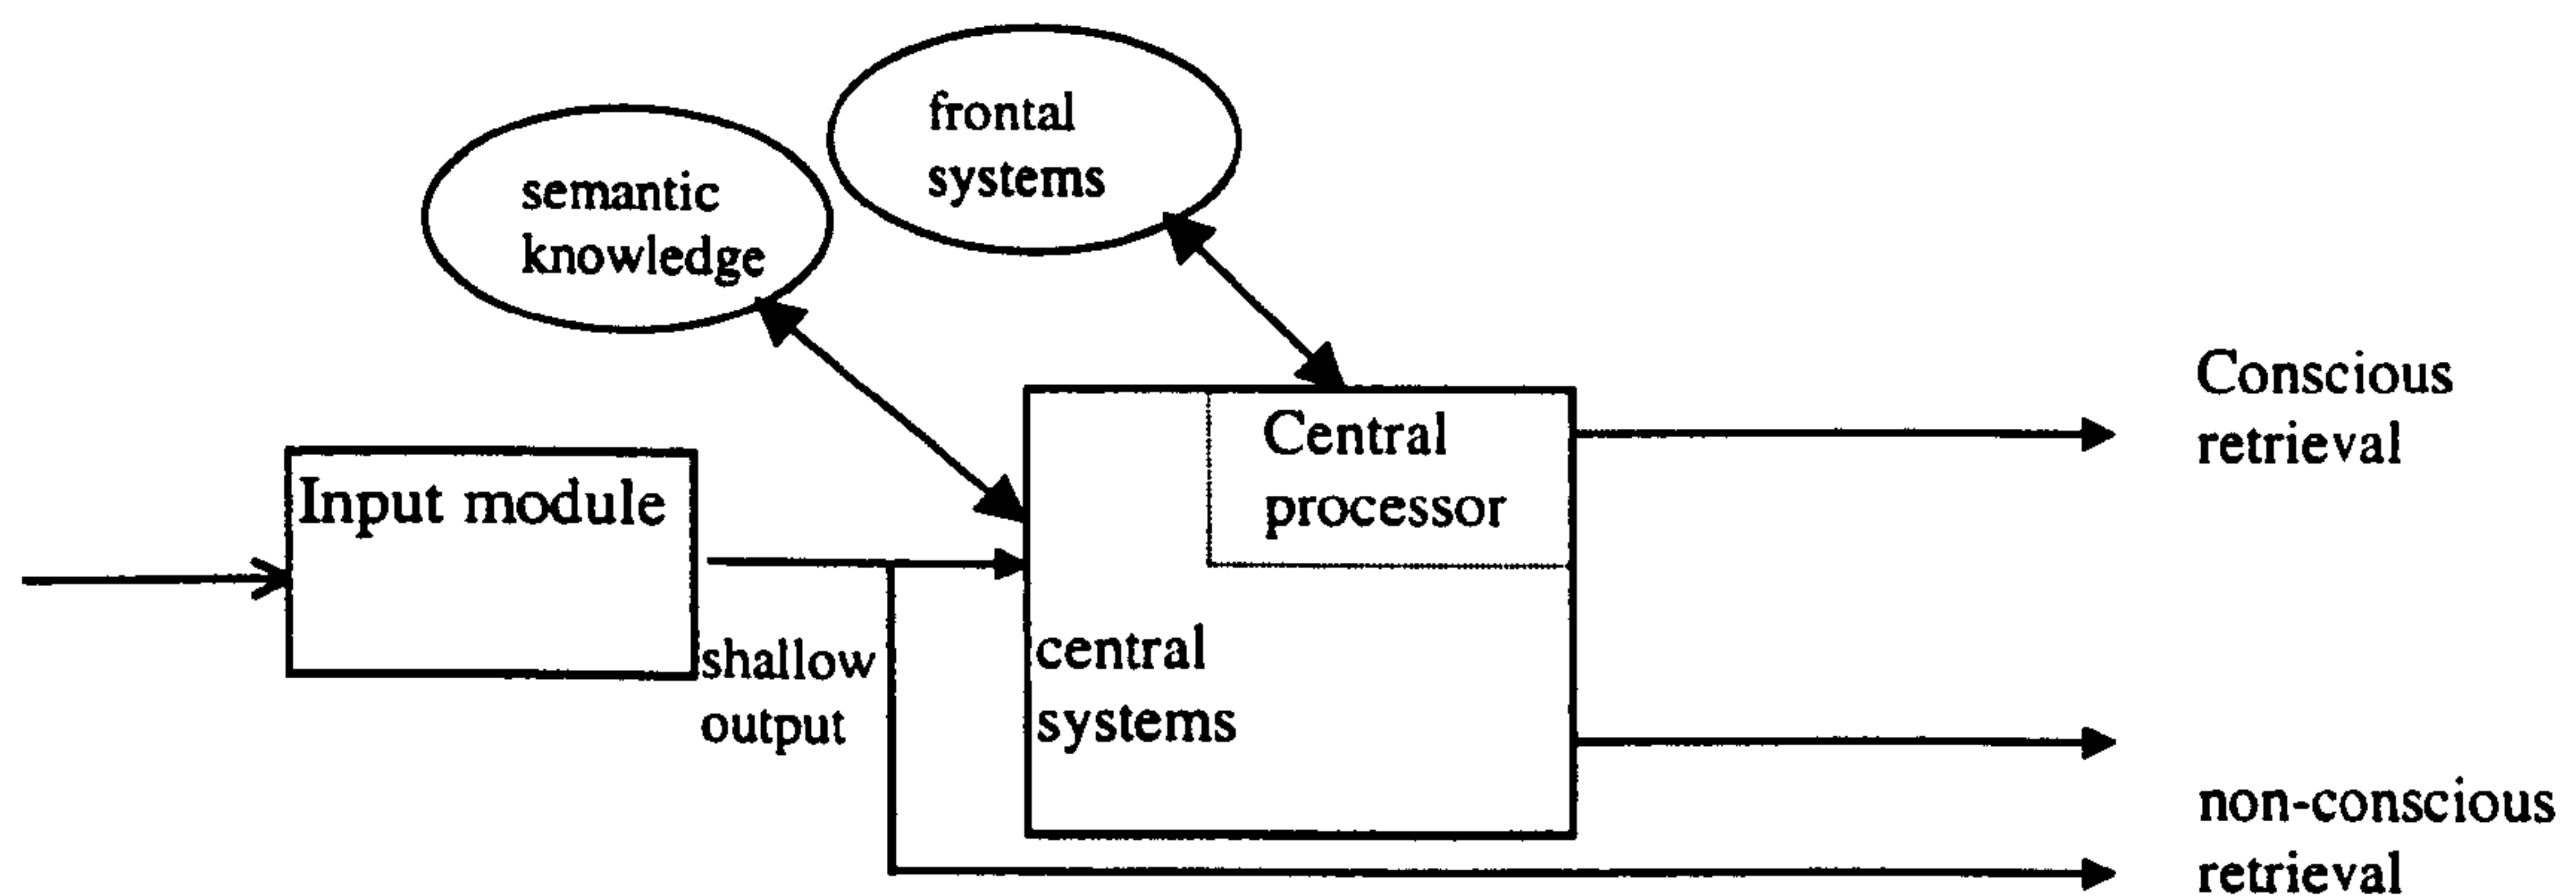 frontal
systems
semantic
knowledge
Conscious
retrieval
Central
processor
Input module
shallow
output
central
systems
non-conscious
retrieval